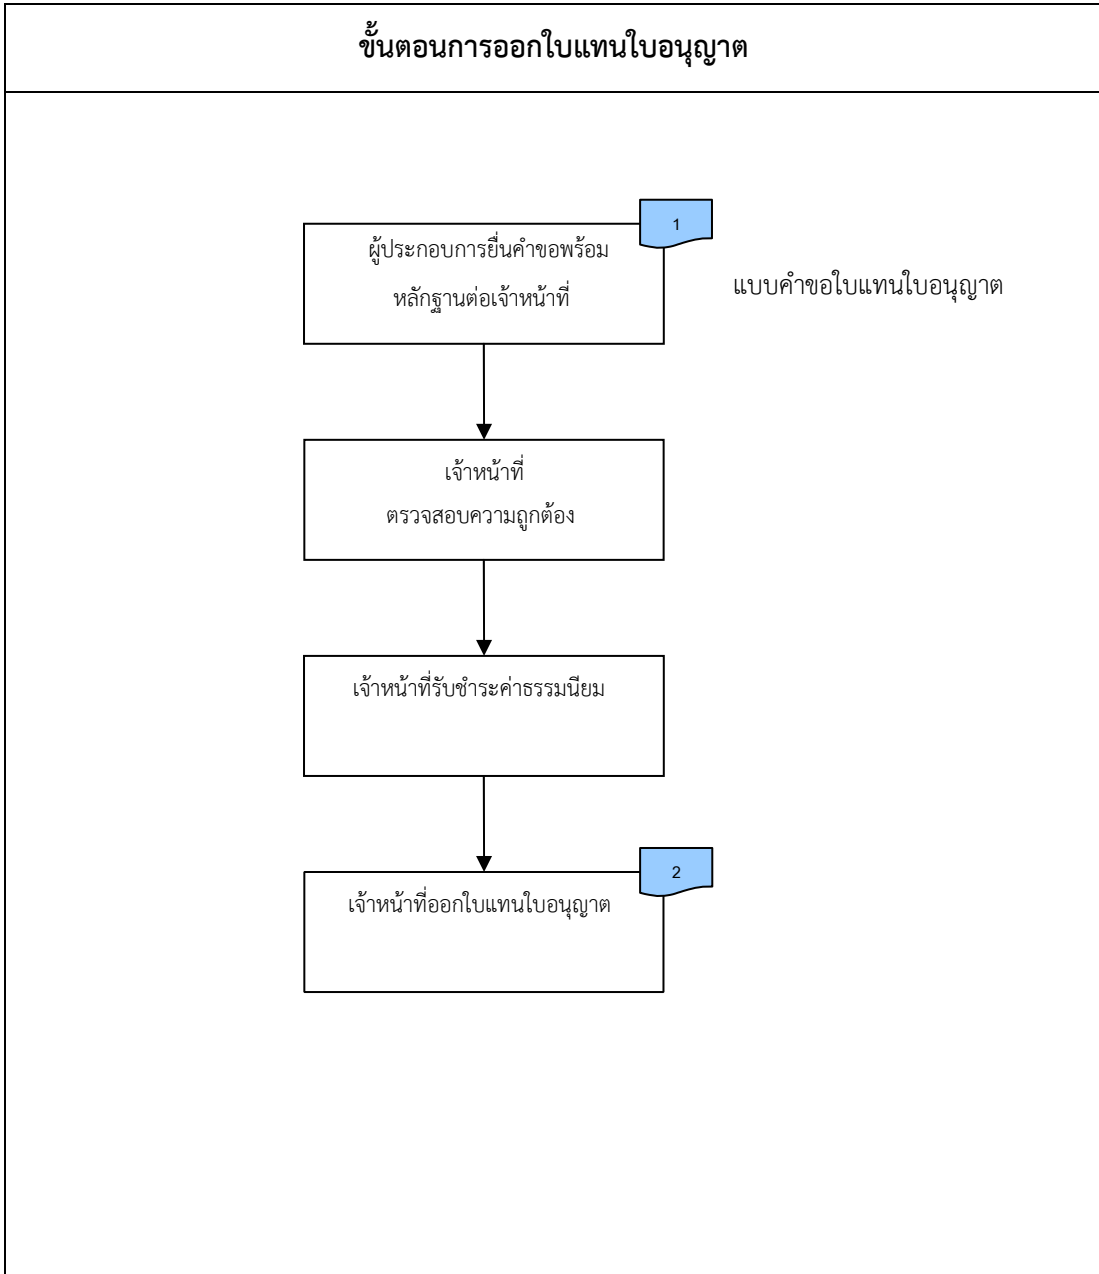 ขั้นตอนการออกใบแทนใบอนุญาต
1
ผู้ประกอบการยื่นคำขอพร้อม
หลักฐานต่อเจ้าหน้าที่
แบบคำขอใบแทนใบอนุญาต
เจ้าหน้าที่
ตรวจสอบความถูกต้อง
เจ้าหน้าที่รับชำระค่าธรรมนียม
2
เจ้าหน้าที่ออกใบแทนใบอนุญาต